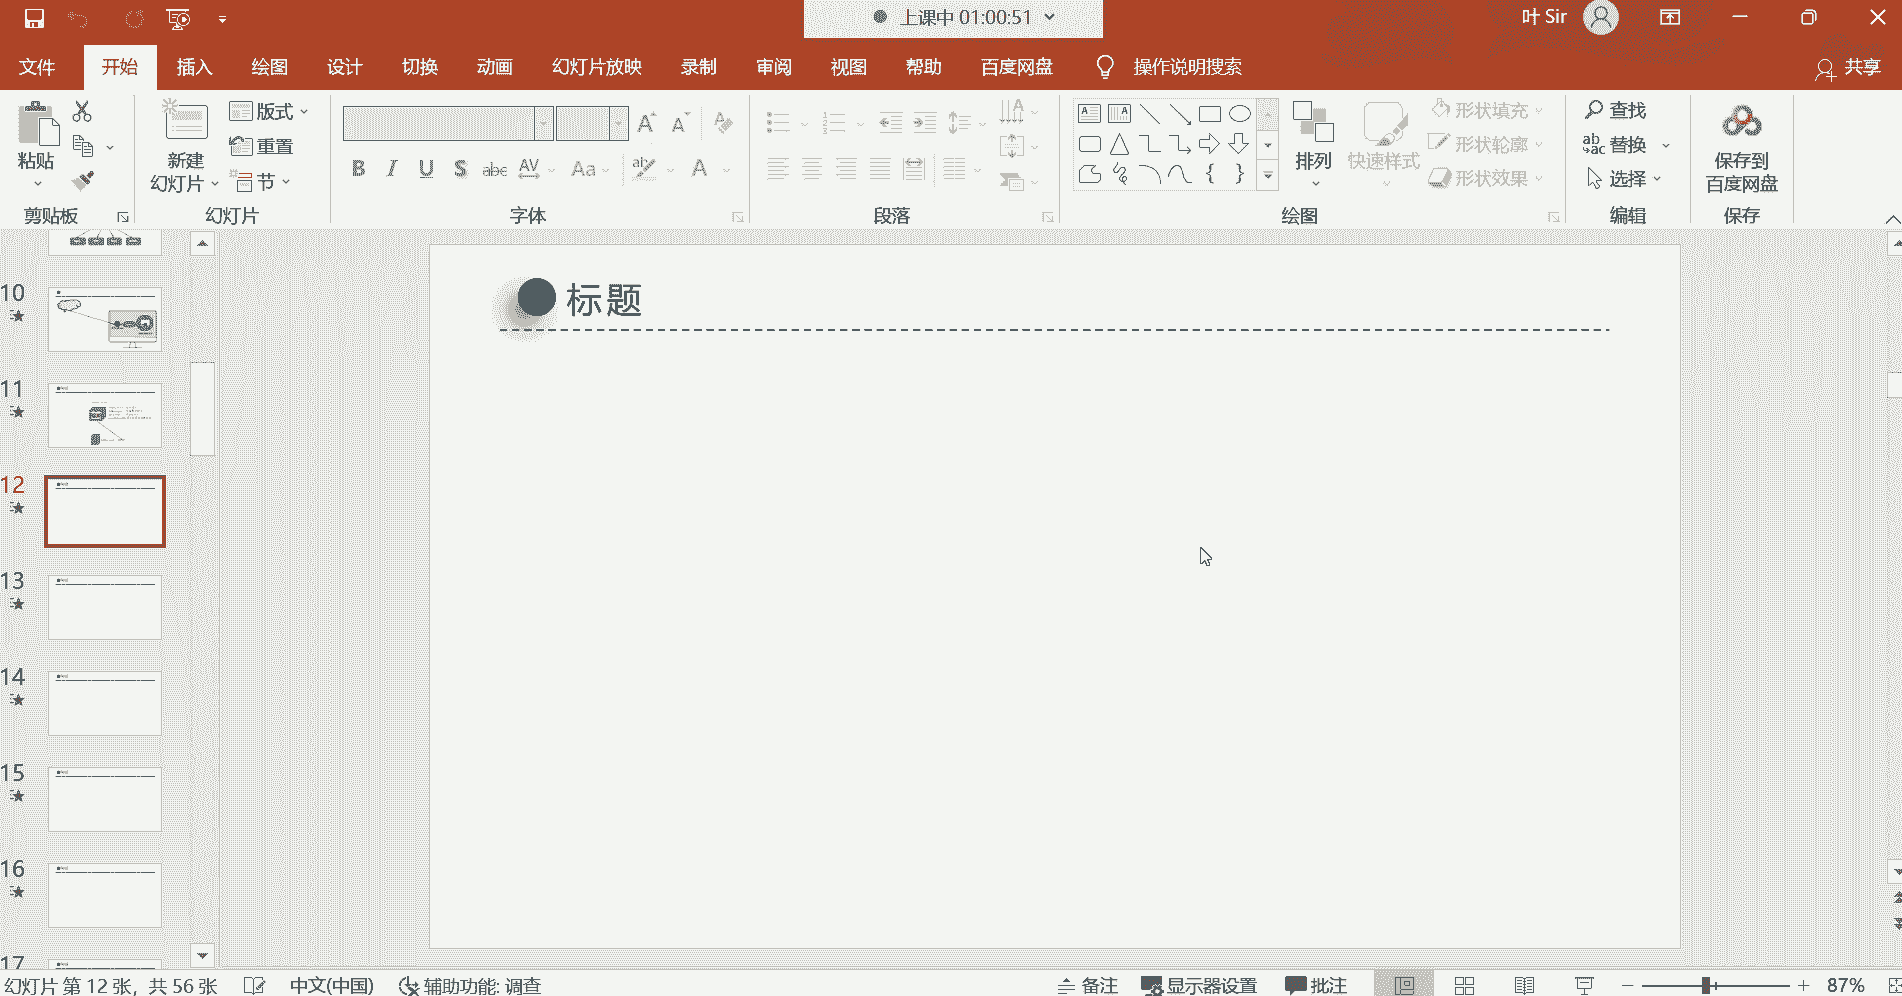 上课中 01:00:51
叶 Sir
文件 开始 插入 绘图 设计 切换 动画 幻灯片放映 录制 审阅 视图 帮助 百度网盘 操作说明搜索 共享
粘贴
剪贴板
新建
幻灯片
版式
重置
节
幻灯片
B I U S abc AV Aa A
字体
段落
排列
快速样式
形状填充
形状轮廓
形状效果
绘图
查找
替换
选择
编辑
保存到
百度网盘
保存
10
11
12
13
14
15
16
17
标题
幻灯片 第 12 张，共 56 张 中文(中国) 辅助功能: 调查 备注 显示器设置 批注 87%